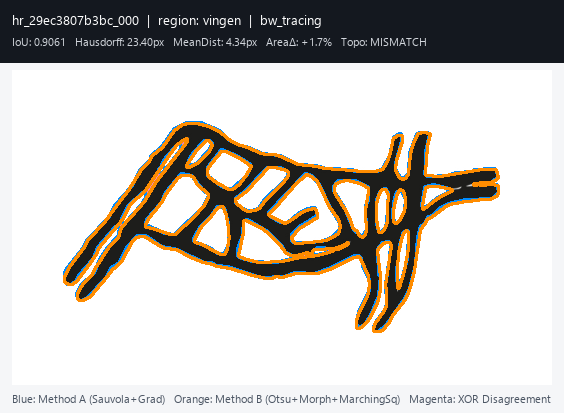 hr_29ec3807b3bc_000 | region: vingen | bw_tracing
IoU: 0.9061 Hausdorff: 23.40px MeanDist: 4.34px AreaΔ: +1.7% Topo: MISMATCH
Blue: Method A (Sauvola+Grad) Orange: Method B (Otsu+Morph+MarchingSq) Magenta: XOR Disagreement